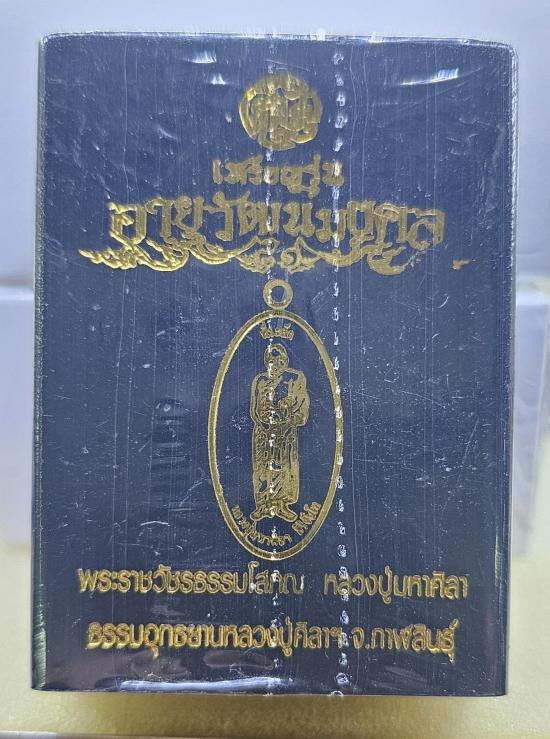 เหรียญรุ่น
อายุวัฒนมงคล
๘๑
พระราชวัชรธรรมโสภณ หลวงปู่มหาศิลา
ธรรมอุทธยานหลวงปู่ศิลาฯ จ.กาฬสินธุ์